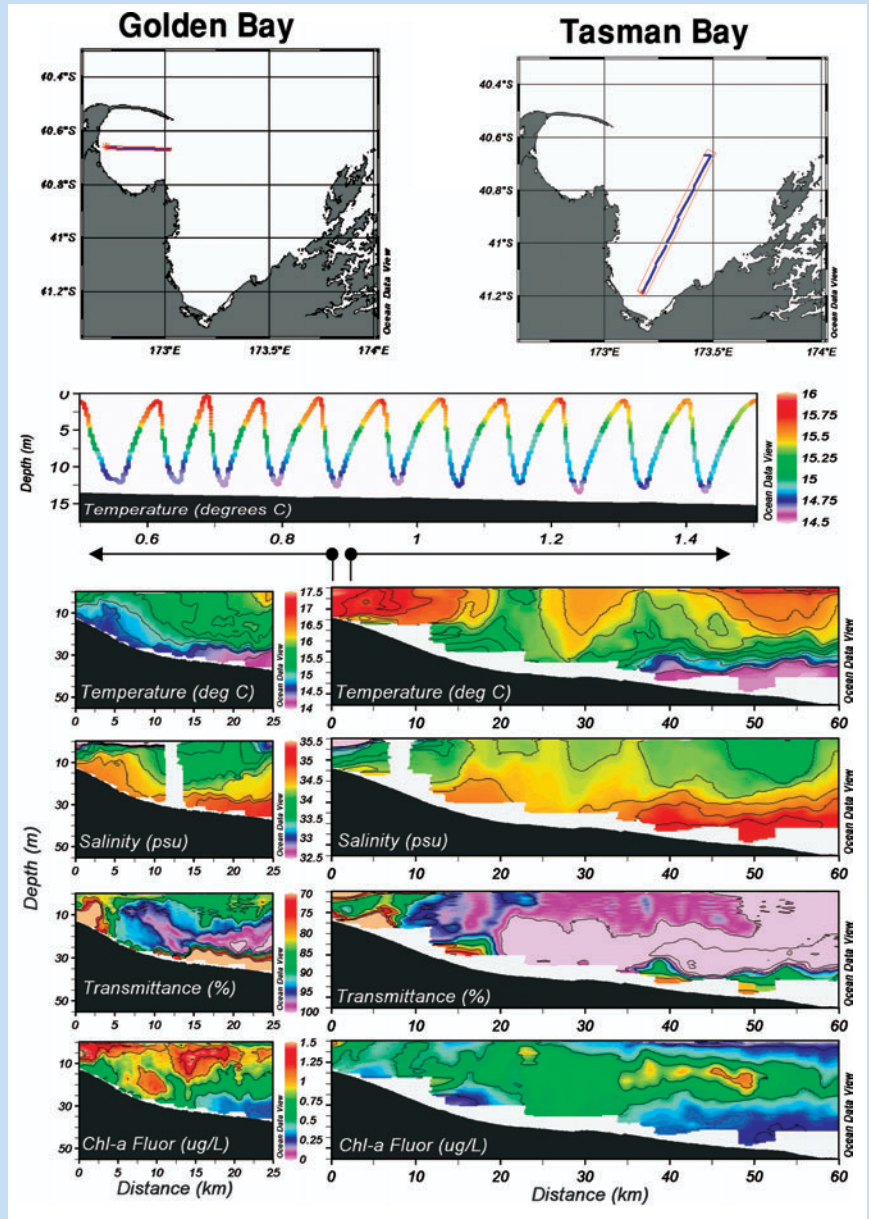 Golden Bay
Tasman Bay
40.4°S
40.6°S
40.8°S
41°S
41.2°S
173°E
173.5°E
174°E
Ocean Data View
40.4°S
40.6°S
40.8°S
41°S
41.2°S
173°E
173.5°E
174°E
Ocean Data View
Depth (m)
0
5
10
15
Temperature (degrees C)
0.6
0.8
1
1.2
1.4
Ocean Data View
16
15.75
15.5
15.25
15
14.75
14.5
Depth (m)
10
30
50
Temperature (deg C)
0 5 10 15 20 25
Ocean Data View
17.5
17
16.5
16
15.5
15
14.5
14
Temperature (deg C)
0 10 20 30 40 50 60
Ocean Data View
10
30
50
Salinity (psu)
0 5 10 15 20 25
Ocean Data View
35.5
35
34.5
34
33.5
33
32.5
Salinity (psu)
0 10 20 30 40 50 60
Ocean Data View
10
30
50
Transmittance (%)
0 5 10 15 20 25
Ocean Data View
70
75
80
85
90
95
100
Transmittance (%)
0 10 20 30 40 50 60
Ocean Data View
10
30
50
Chl-a Fluor (ug/L)
0 5 10 15 20 25
Distance (km)
Ocean Data View
1.5
1.25
1
0.75
0.5
0.25
0
Chl-a Fluor (ug/L)
0 10 20 30 40 50 60
Distance (km)
Ocean Data View